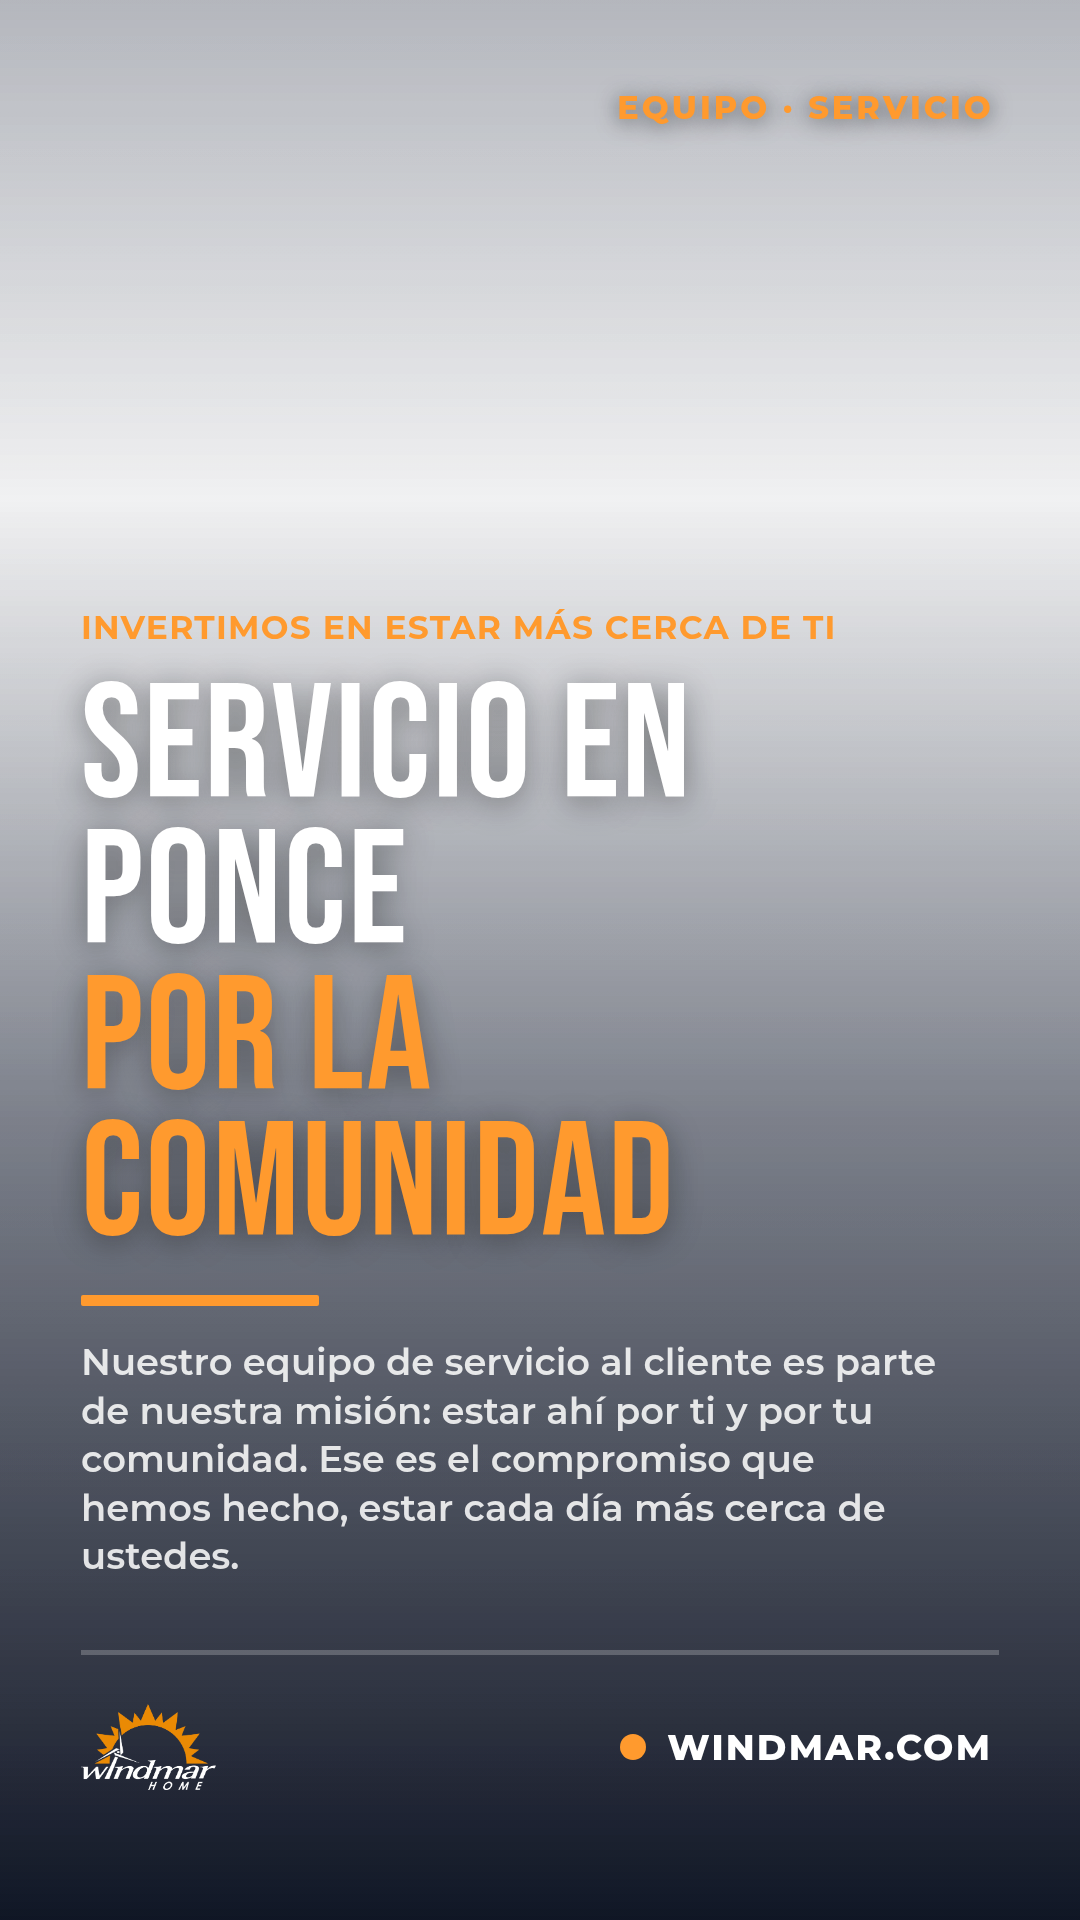 EQUIPO · SERVICIO
INVERTIMOS EN ESTAR MÁS CERCA DE TI
SERVICIO EN
PONCE
POR LA
COMUNIDAD
Nuestro equipo de servicio al cliente es parte
de nuestra misión: estar ahí por ti y por tu
comunidad. Ese es el compromiso que
hemos hecho, estar cada día más cerca de
ustedes.
windmar
HOME
WINDMAR.COM